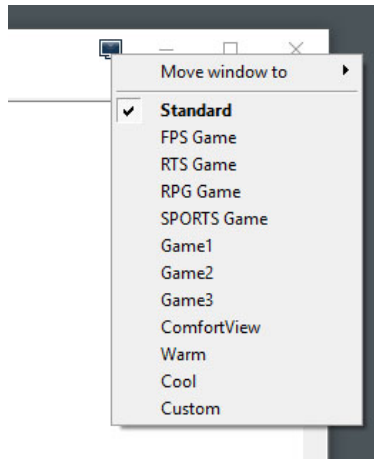 Move window to
Standard
FPS Game
RTS Game
RPG Game
SPORTS Game
Game1
Game2
Game3
ComfortView
Warm
Cool
Custom